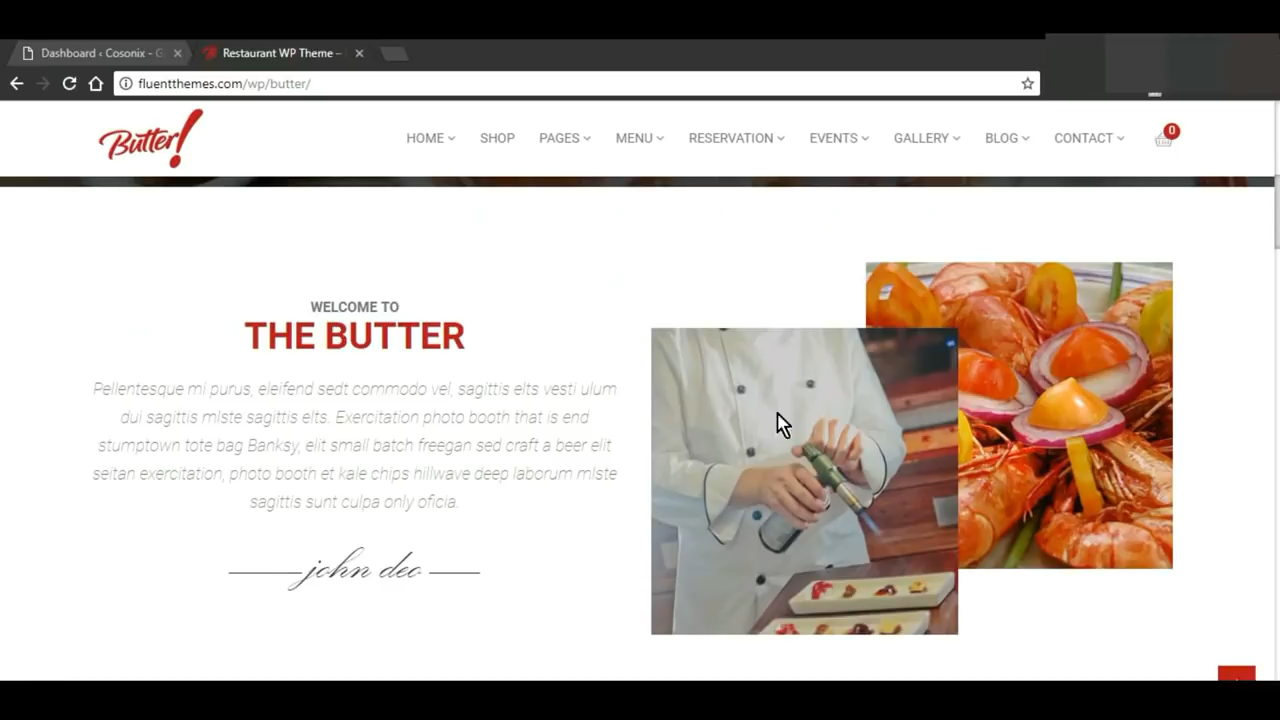 Dashboard ‹ Cosonix - G
Restaurant WP Theme –
fluentthemes.com/wp/butter/
Butter!
HOME SHOP PAGES MENU RESERVATION EVENTS GALLERY BLOG CONTACT 0
WELCOME TO
THE BUTTER
Pellentesque mi purus, eleifend sedt commodo vel, sagittis elts vesti ulum
dui sagittis mlste sagittis elts. Exercitation photo booth that is end
stumptown tote bag Banksy, elit small batch freegan sed craft a beer elit
seitan exercitation, photo booth et kale chips hillwave deep laborum mlste
sagittis sunt culpa only oficia.
john deo